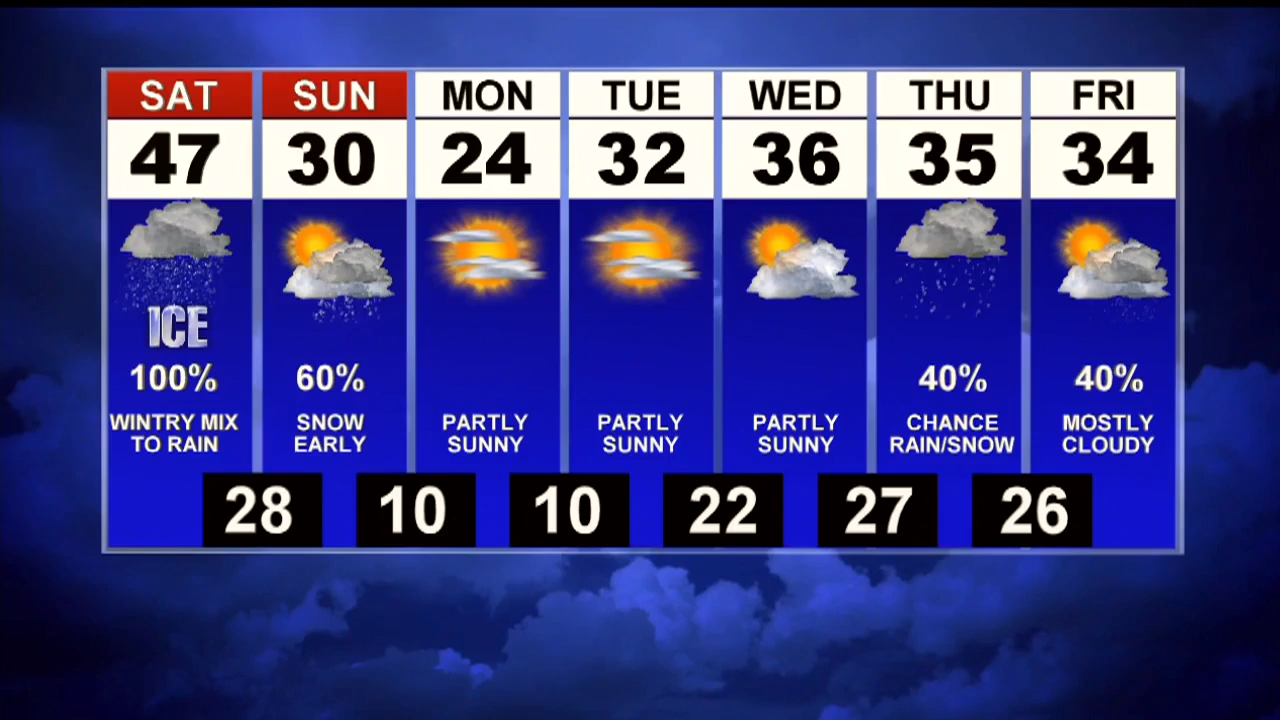 SAT SUN MON TUE WED THU FRI
47 30 24 32 36 35 34
ICE
100% 60% 40% 40%
WINTRY MIX SNOW PARTLY PARTLY PARTLY CHANCE MOSTLY
TO RAIN EARLY SUNNY SUNNY SUNNY RAIN/SNOW CLOUDY
28 10 10 22 27 26